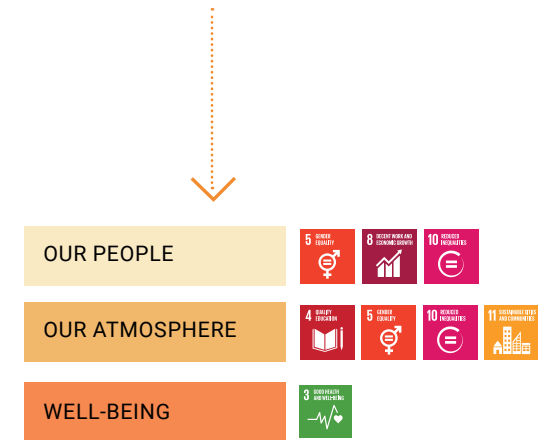 OUR PEOPLE
5 GENDER
EQUALITY
8 DECENT WORK AND
ECONOMIC GROWTH
10 REDUCED
INEQUALITIES
OUR ATMOSPHERE
4 QUALITY
EDUCATION
5 GENDER
EQUALITY
10 REDUCED
INEQUALITIES
11 SUSTAINABLE CITIES
AND COMMUNITIES
WELL-BEING
3 GOOD HEALTH
AND WELL-BEING